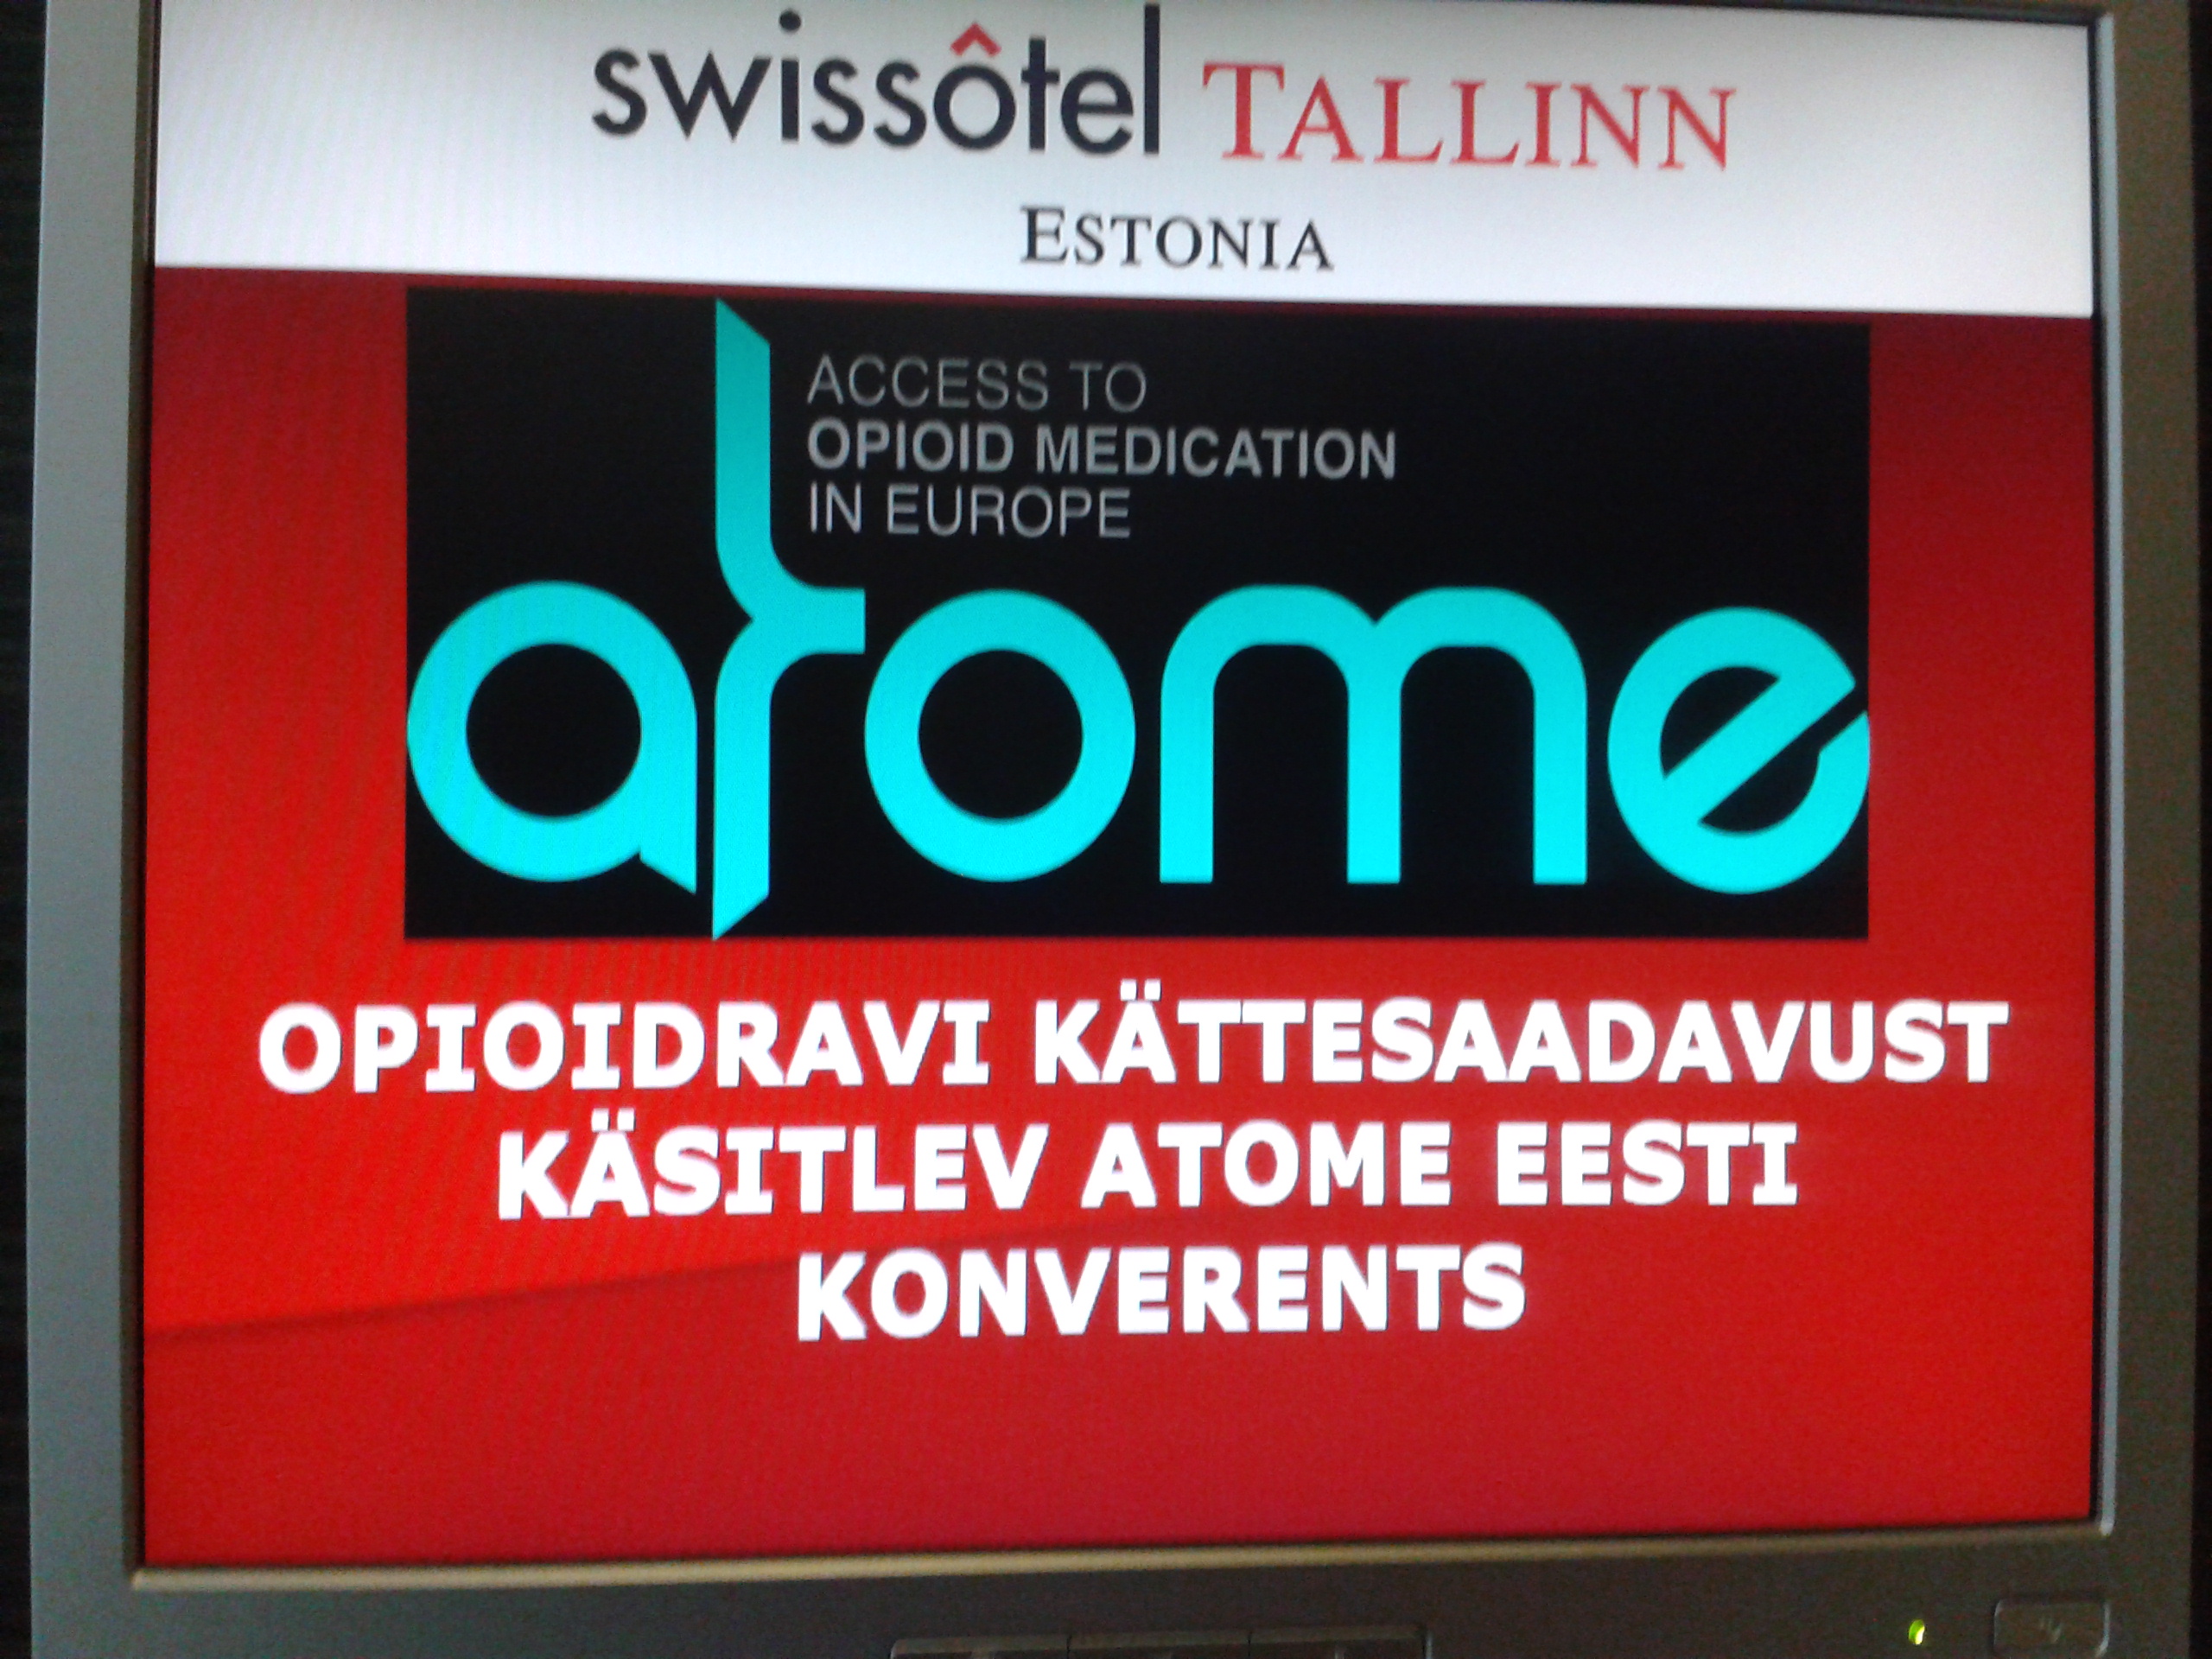 swissôtel TALLINN
ESTONIA
ACCESS TO
OPIOID MEDICATION
IN EUROPE
atome
OPIOIDRAVI KÄTTESAADAVUST
KÄSITLEV ATOME EESTI
KONVERENTS